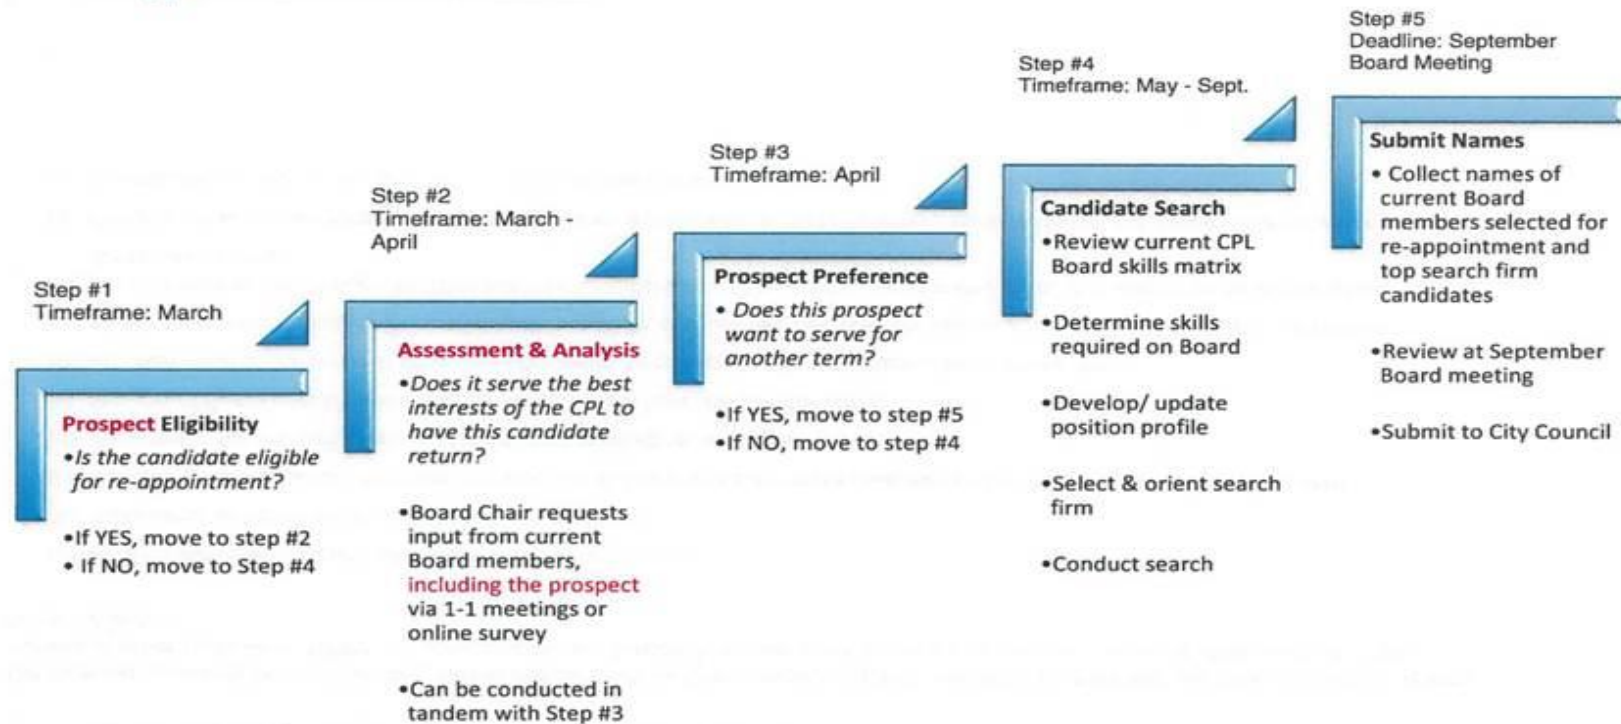 Step #1
Timeframe: March
Prospect Eligibility
•Is the candidate eligible
for re-appointment?
•If YES, move to step #2
• If NO, move to Step #4
Step #2
Timeframe: March -
April
Assessment & Analysis
•Does it serve the best
interests of the CPL to
have this candidate
return?
•Board Chair requests
input from current
Board members,
including the prospect
via 1-1 meetings or
online survey
•Can be conducted in
tandem with Step #3
Step #3
Timeframe: April
Prospect Preference
• Does this prospect
want to serve for
another term?
•If YES, move to step #5
•If NO, move to step #4
Step #4
Timeframe: May - Sept.
Candidate Search
•Review current CPL
Board skills matrix
•Determine skills
required on Board
•Develop/ update
position profile
•Select & orient search
firm
•Conduct search
Step #5
Deadline: September
Board Meeting
Submit Names
• Collect names of
current Board
members selected for
re-appointment and
top search firm
candidates
•Review at September
Board meeting
•Submit to City Council